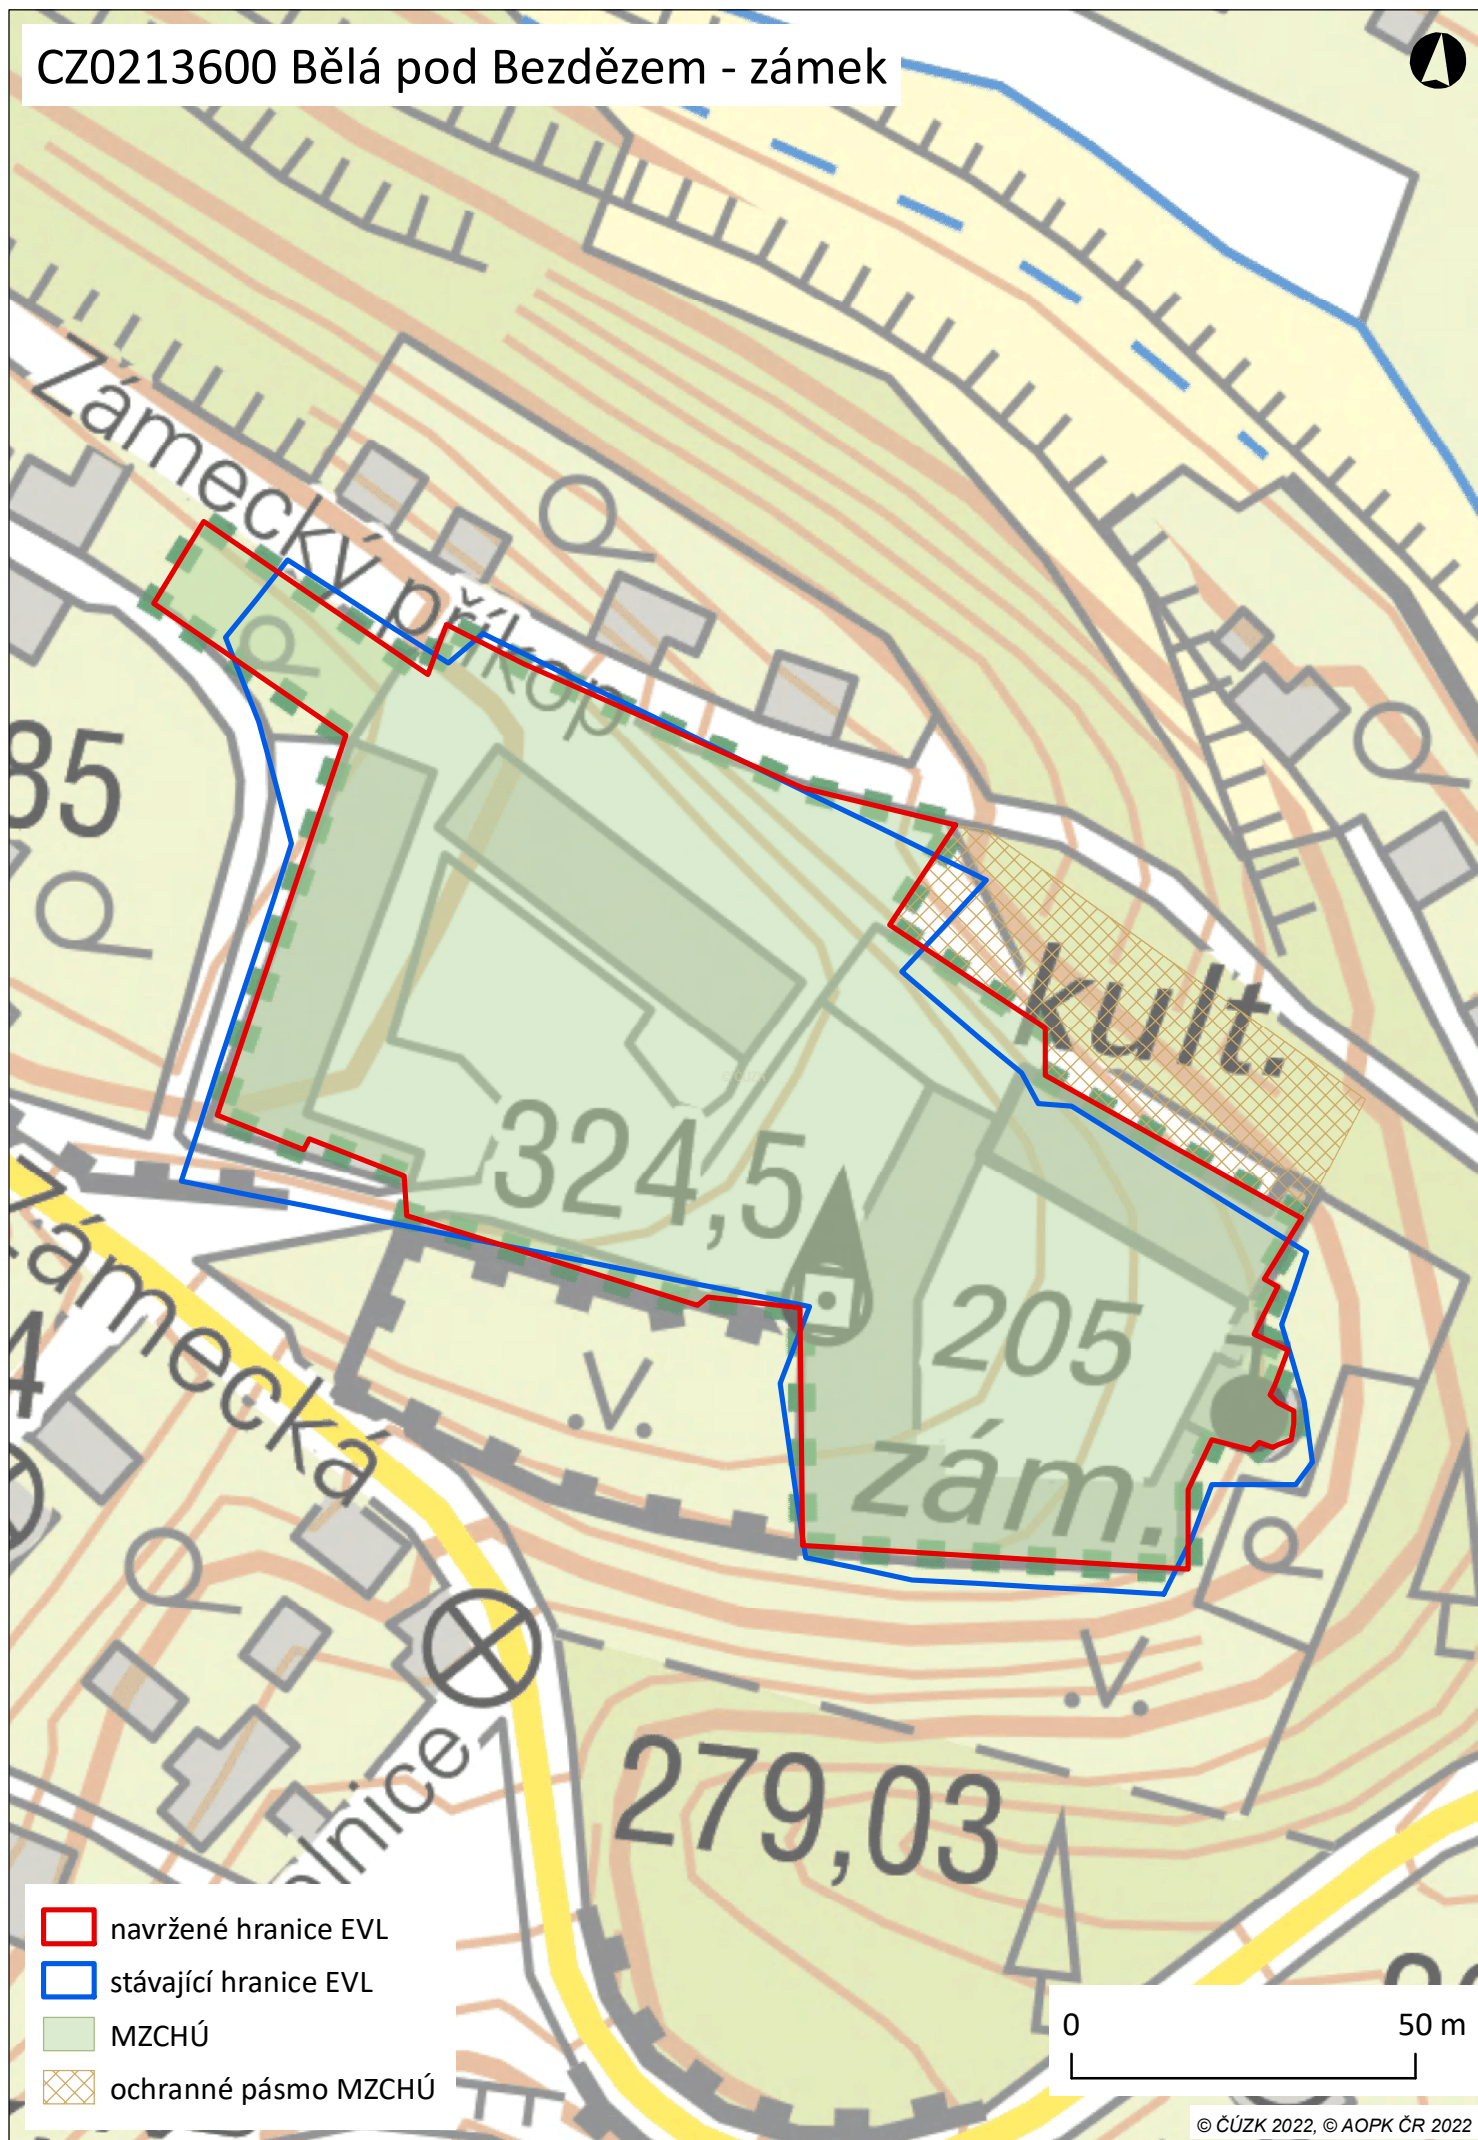 CZ0213600 Bělá pod Bezdězem - zámek
Zámecký příkop
85
kult.
324,5
205
zám.
Zámecká
4
279,03
navržené hranice EVL
stávající hranice EVL
MZCHÚ
ochranné pásmo MZCHÚ
0 50 m
© ČÚZK 2022, © AOPK ČR 2022